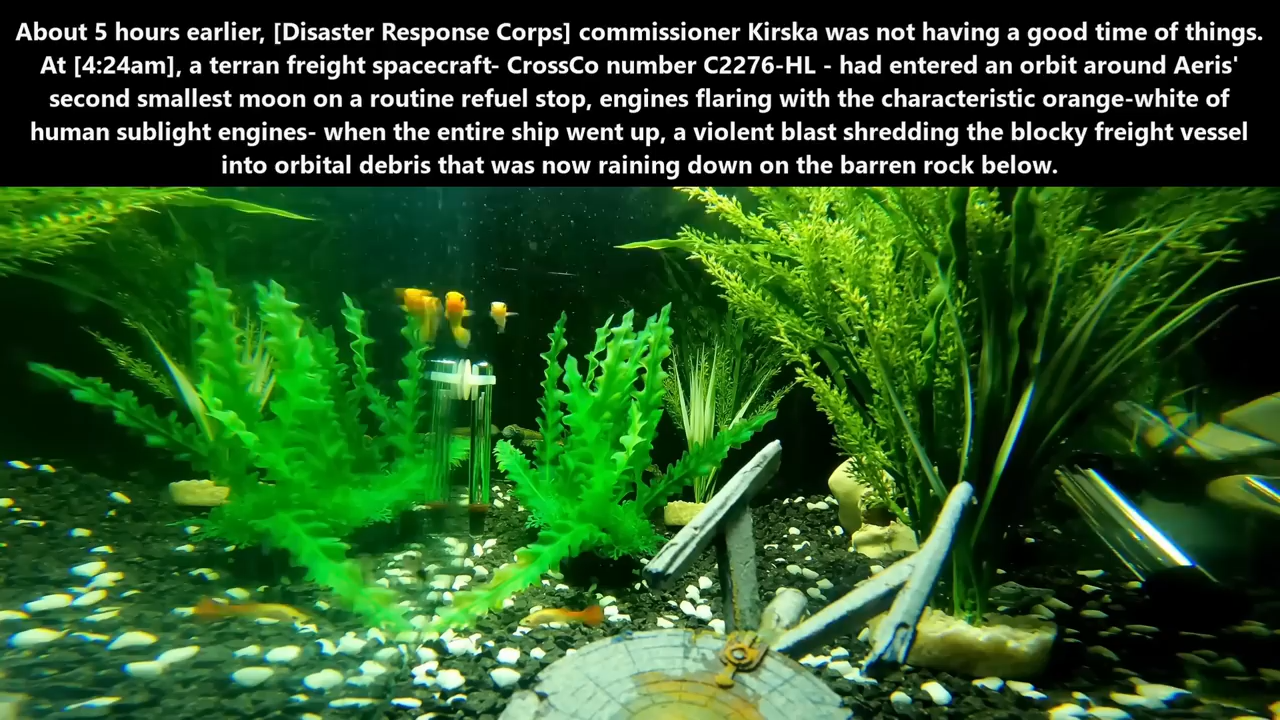 About 5 hours earlier, [Disaster Response Corps] commissioner Kirska was not having a good time of things.
At [4:24am], a terran freight spacecraft- CrossCo number C2276-HL - had entered an orbit around Aeris'
second smallest moon on a routine refuel stop, engines flaring with the characteristic orange-white of
human sublight engines- when the entire ship went up, a violent blast shredding the blocky freight vessel
into orbital debris that was now raining down on the barren rock below.